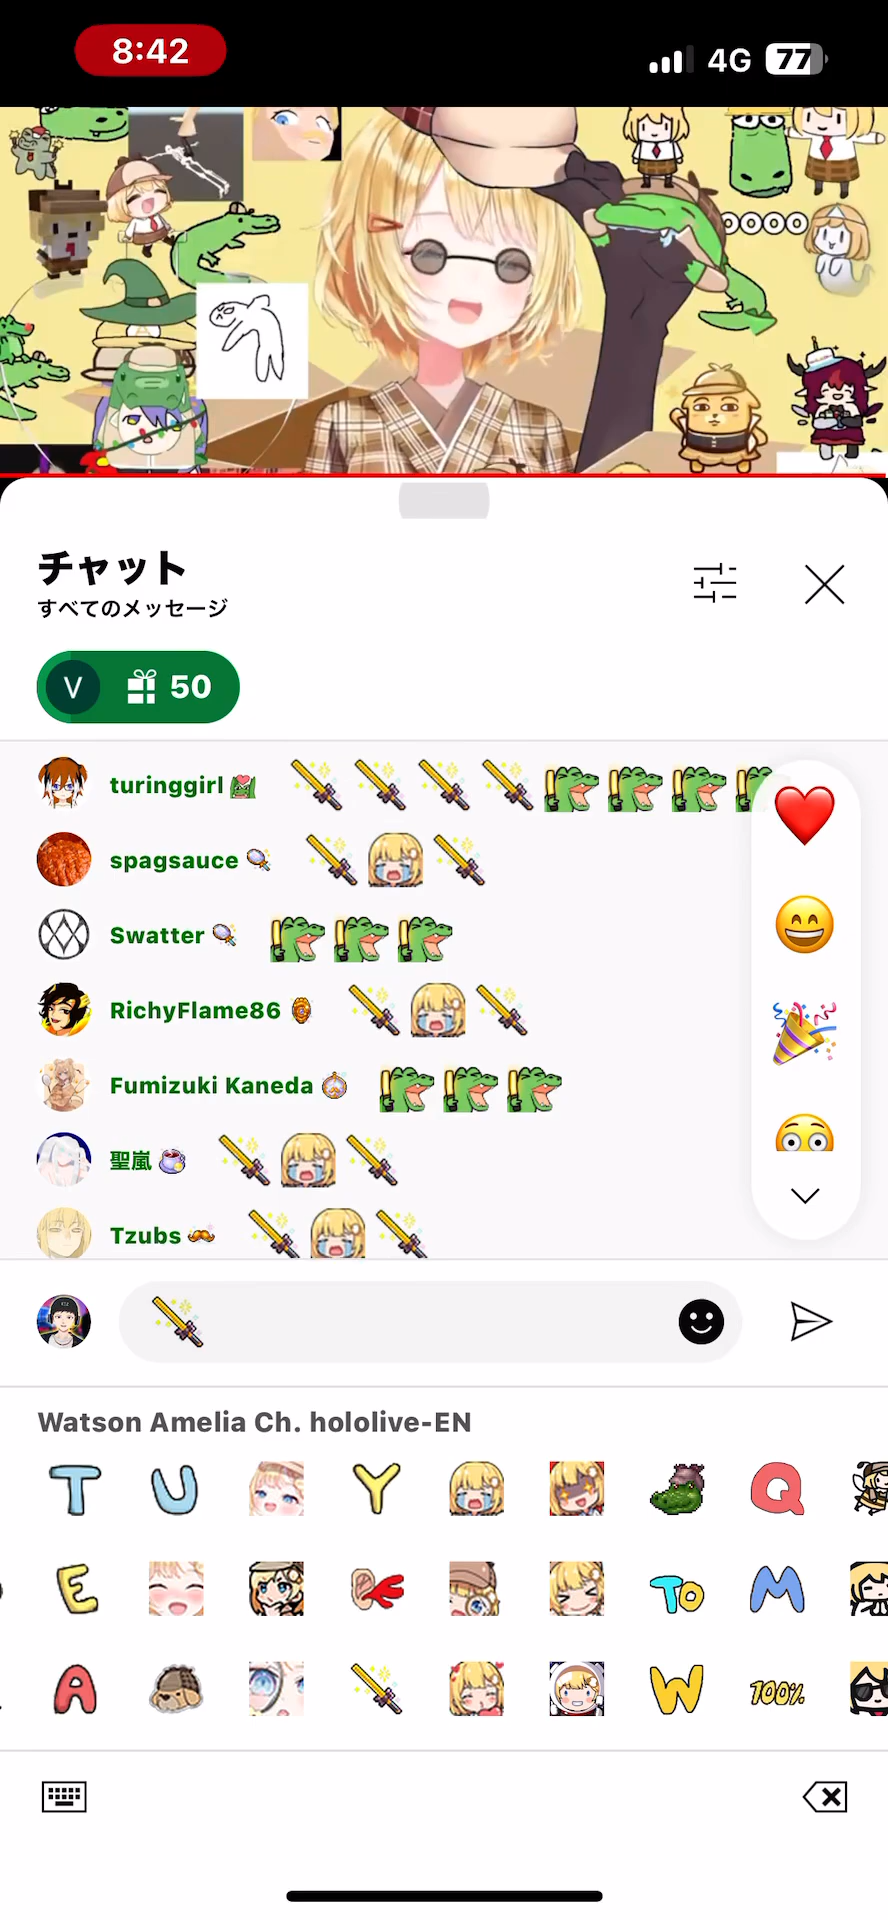 8:42
4G
77
OOOO
チャット
すべてのメッセージ
V 50
turinggirl
spagsauce
Swatter
RichyFlame86
Fumizuki Kaneda
聖嵐
Tzubs
Watson Amelia Ch. hololive-EN
T U Y Q
E TO M
A W 100%